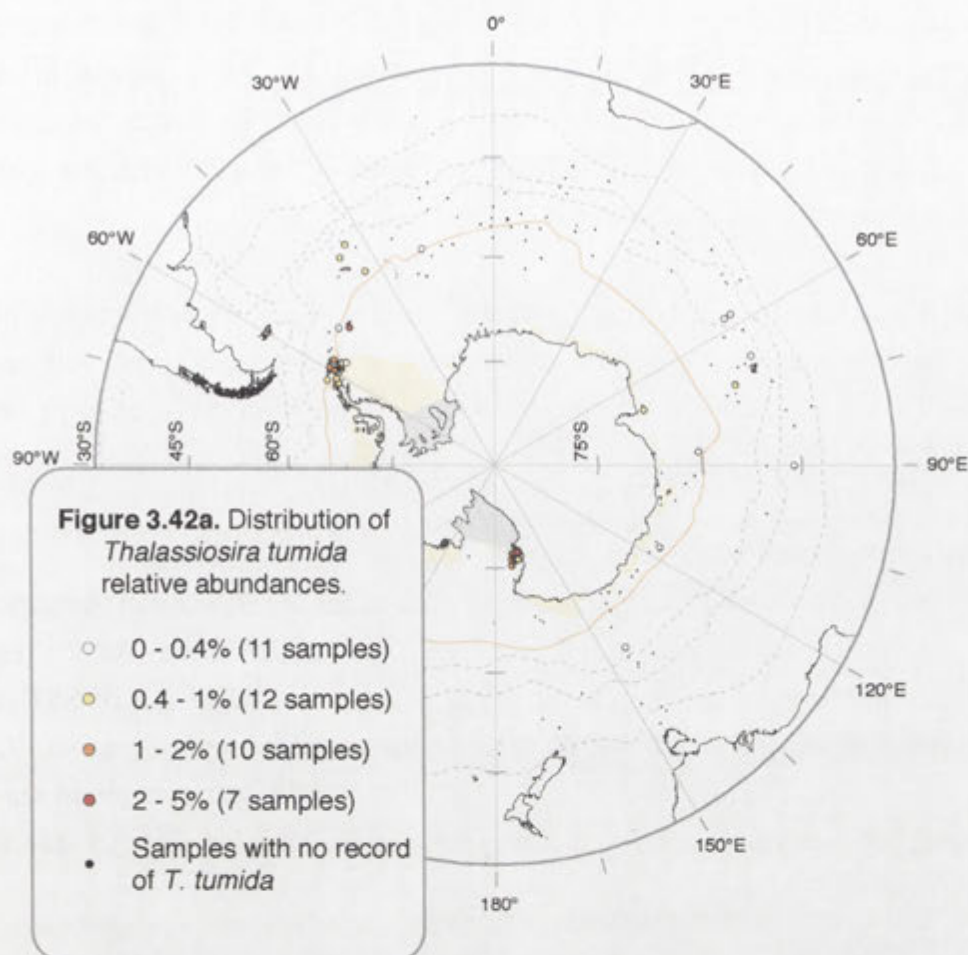 0°
30°W
30°E
60°W
60°E
90°W
30°S
45°S
60°S
75°S
90°E
Figure 3.42a. Distribution of
Thalassiosira tumida
relative abundances.
0 - 0.4% (11 samples)
0.4 - 1% (12 samples)
1 - 2% (10 samples)
2 - 5% (7 samples)
Samples with no record
of T. tumida
120°E
150°E
180°